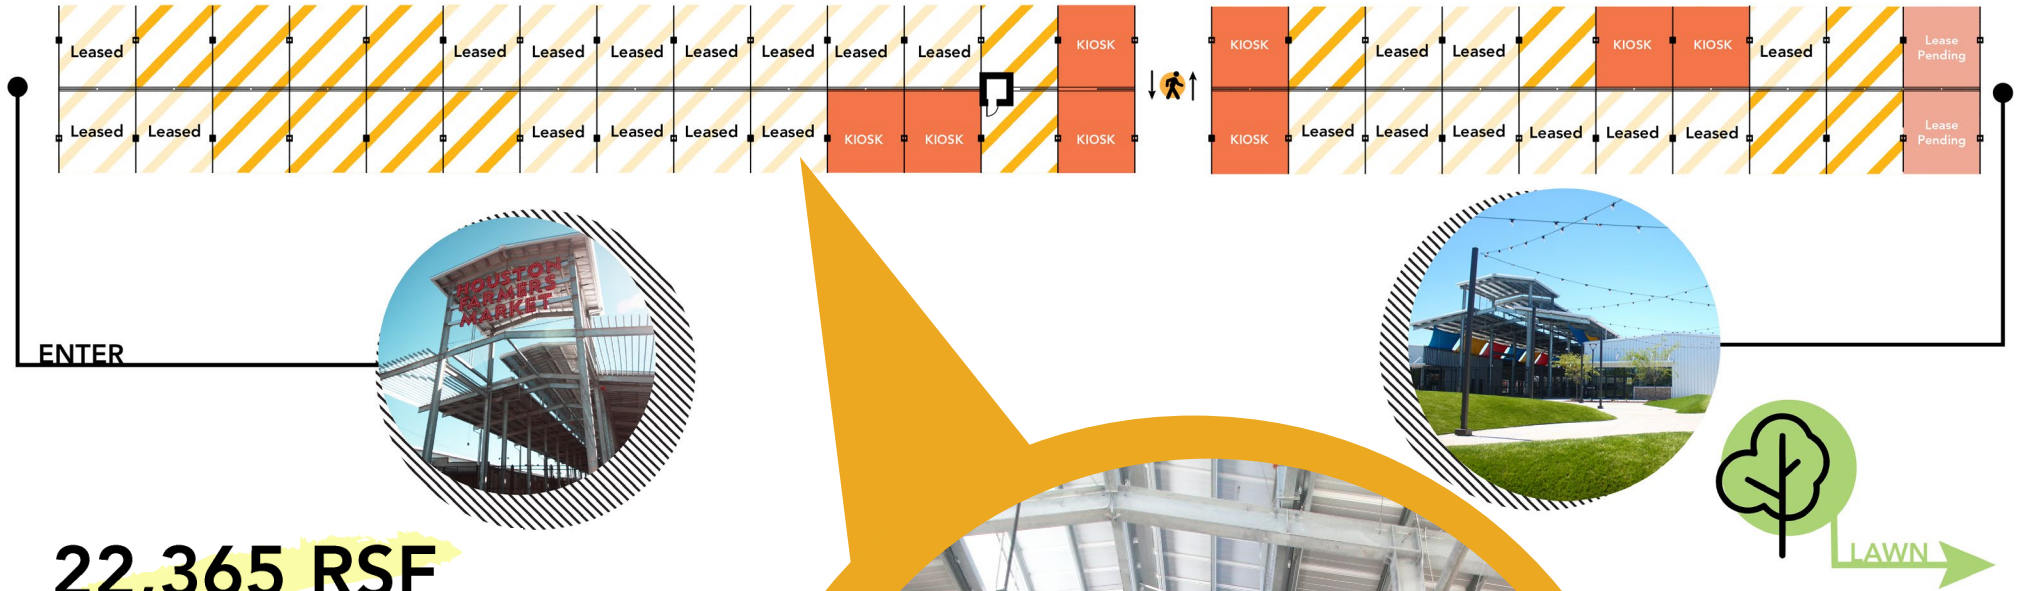 Leased Leased Leased Leased Leased Leased Leased Leased KIOSK
KIOSK Leased Leased KIOSK KIOSK Leased Lease
Pending
Leased Leased Leased Leased Leased Leased KIOSK KIOSK KIOSK
KIOSK Leased Leased Leased Leased Leased Leased Lease
Pending
HOUSTON
FARMERS
MARKET
ENTER
22,365 RSF
LAWN